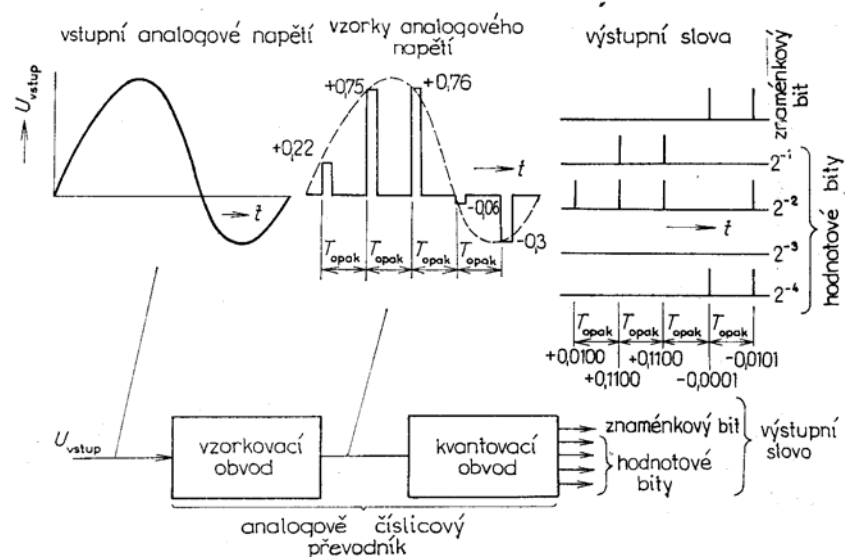 vstupní analogové napětí
vzorky analogového
napětí
výstupní slova
znaménkový
bit
U vstup
t
+0,22
+0,75
+0,76
t
-0,06
-0,3
T opak
T opak
T opak
T opak
2⁻¹
2⁻²
t
2⁻³
2⁻⁴
hodnotové bity
T opak
T opak
T opak
T opak
+0,0100
+0,1100
+0,1100
-0,0001
-0,0101
U vstup
vzorkovací
obvod
kvantovací
obvod
znaménkový bit
hodnotové
bity
výstupní
slovo
analogově číslicový
převodník